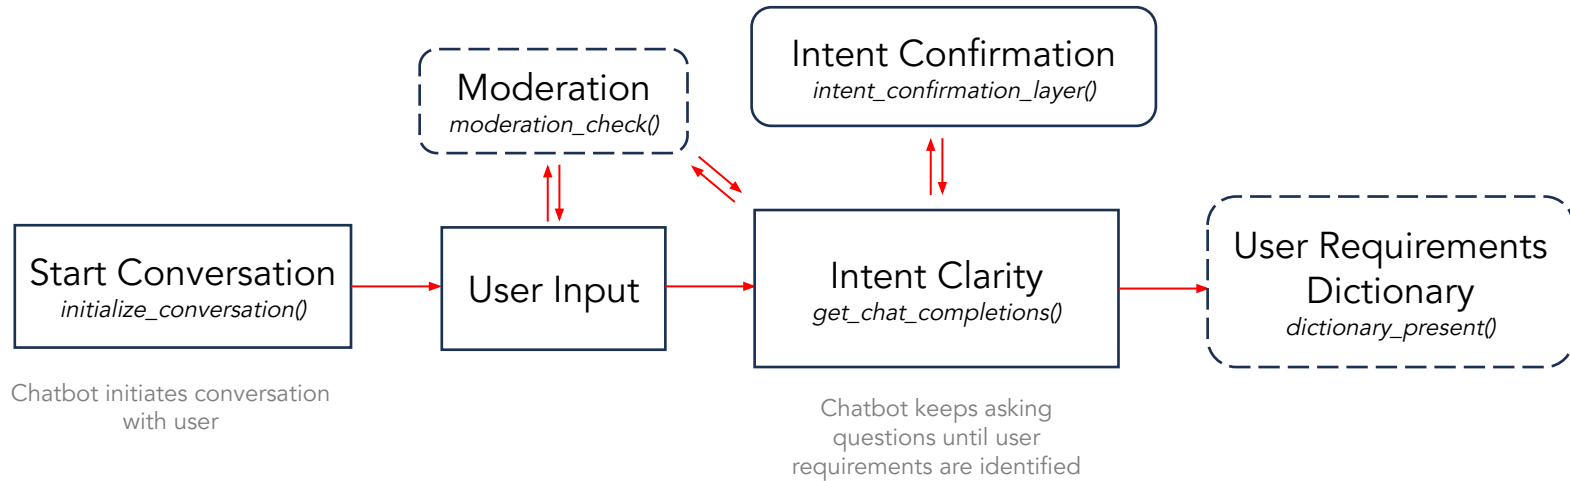 Intent Confirmation
intent_confirmation_layer()
Moderation
moderation_check()
Start Conversation
initialize_conversation()
User Input
Intent Clarity
get_chat_completions()
User Requirements
Dictionary
dictionary_present()
Chatbot initiates conversation
with user
Chatbot keeps asking
questions until user
requirements are identified